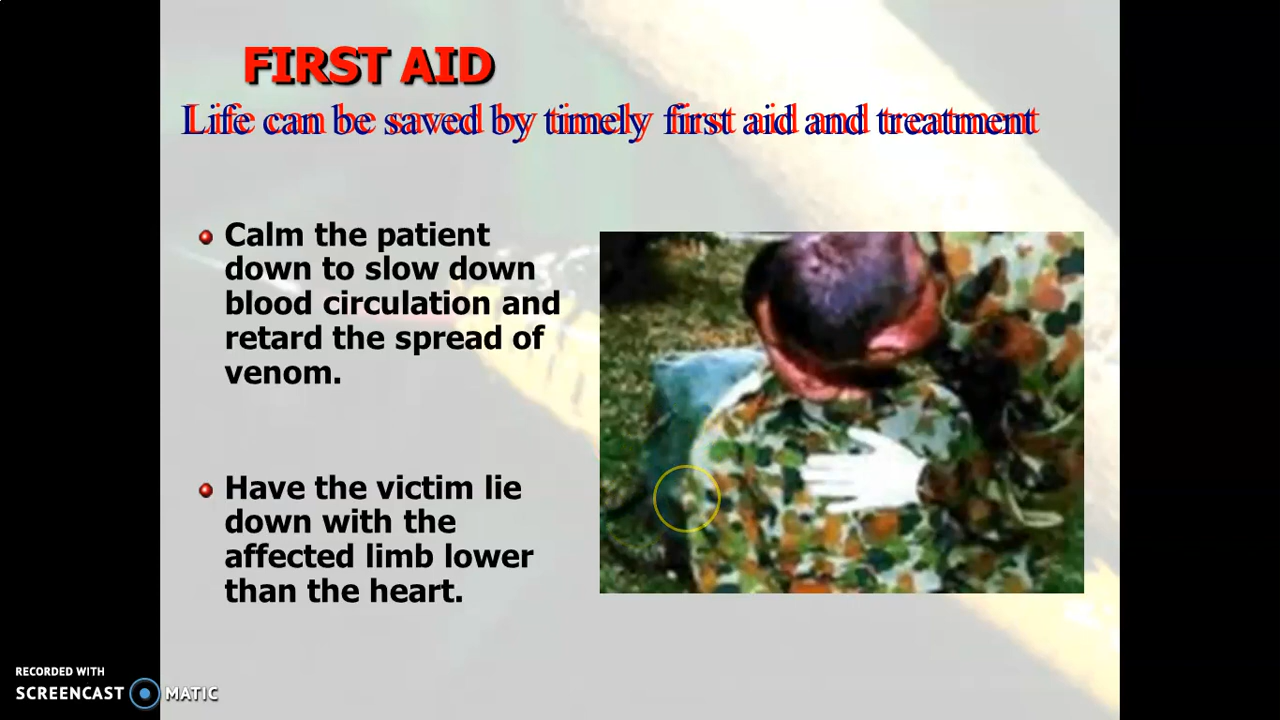 FIRST AID
Life can be saved by timely first aid and treatment
Calm the patient
down to slow down
blood circulation and
retard the spread of
venom.
Have the victim lie
down with the
affected limb lower
than the heart.
RECORDED WITH
SCREENCAST MATIC